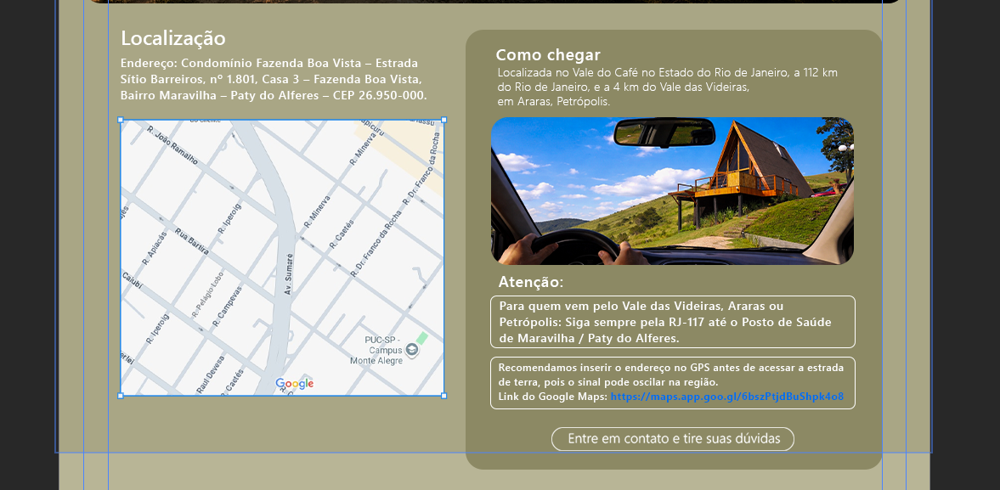 Localização
Endereço: Condomínio Fazenda Boa Vista – Estrada
Sítio Barreiros, nº 1.801, Casa 3 – Fazenda Boa Vista,
Bairro Maravilha – Paty do Alferes – CEP 26.950-000.
R. João Ramalho
R. Minerva
R. Dr. Franco da Rocha
R. Iperoig
R. Minerva
R. Caetés
R. Dr. Franco da Rocha
R. Apiacás
Rua Bartira
Av. Sumaré
Caiubi
R. Pelágio Lobo
R. Campevas
R. Iperoig
Raul Devesa
R. Caetés
PUC-SP -
Campus
Monte Alegre
Google
Como chegar
Localizada no Vale do Café no Estado do Rio de Janeiro, a 112 km
do Rio de Janeiro, e a 4 km do Vale das Videiras,
em Araras, Petrópolis.
Atenção:
Para quem vem pelo Vale das Videiras, Araras ou
Petrópolis: Siga sempre pela RJ-117 até o Posto de Saúde
de Maravilha / Paty do Alferes.
Recomendamos inserir o endereço no GPS antes de acessar a estrada
de terra, pois o sinal pode oscilar na região.
Link do Google Maps: https://maps.app.goo.gl/6bszPtjdBuShpk4o8
Entre em contato e tire suas dúvidas